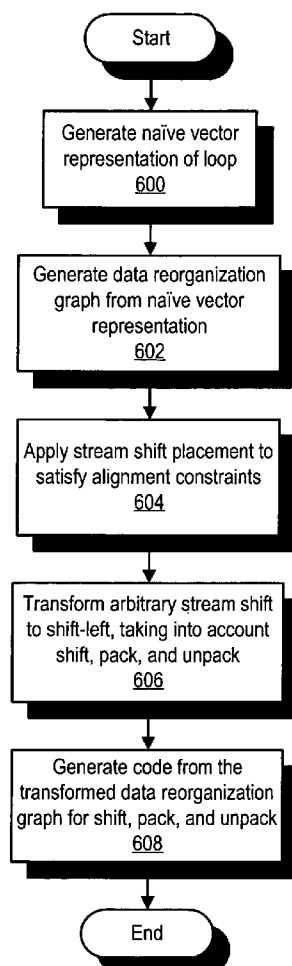 Start
Generate naïve vector
representation of loop
600
Generate data reorganization
graph from naïve vector
representation
602
Apply stream shift placement to
satisfy alignment constraints
604
Transform arbitrary stream shift
to shift-left, taking into account
shift, pack, and unpack
606
Generate code from the
transformed data reorganization
graph for shift, pack, and unpack
608
End